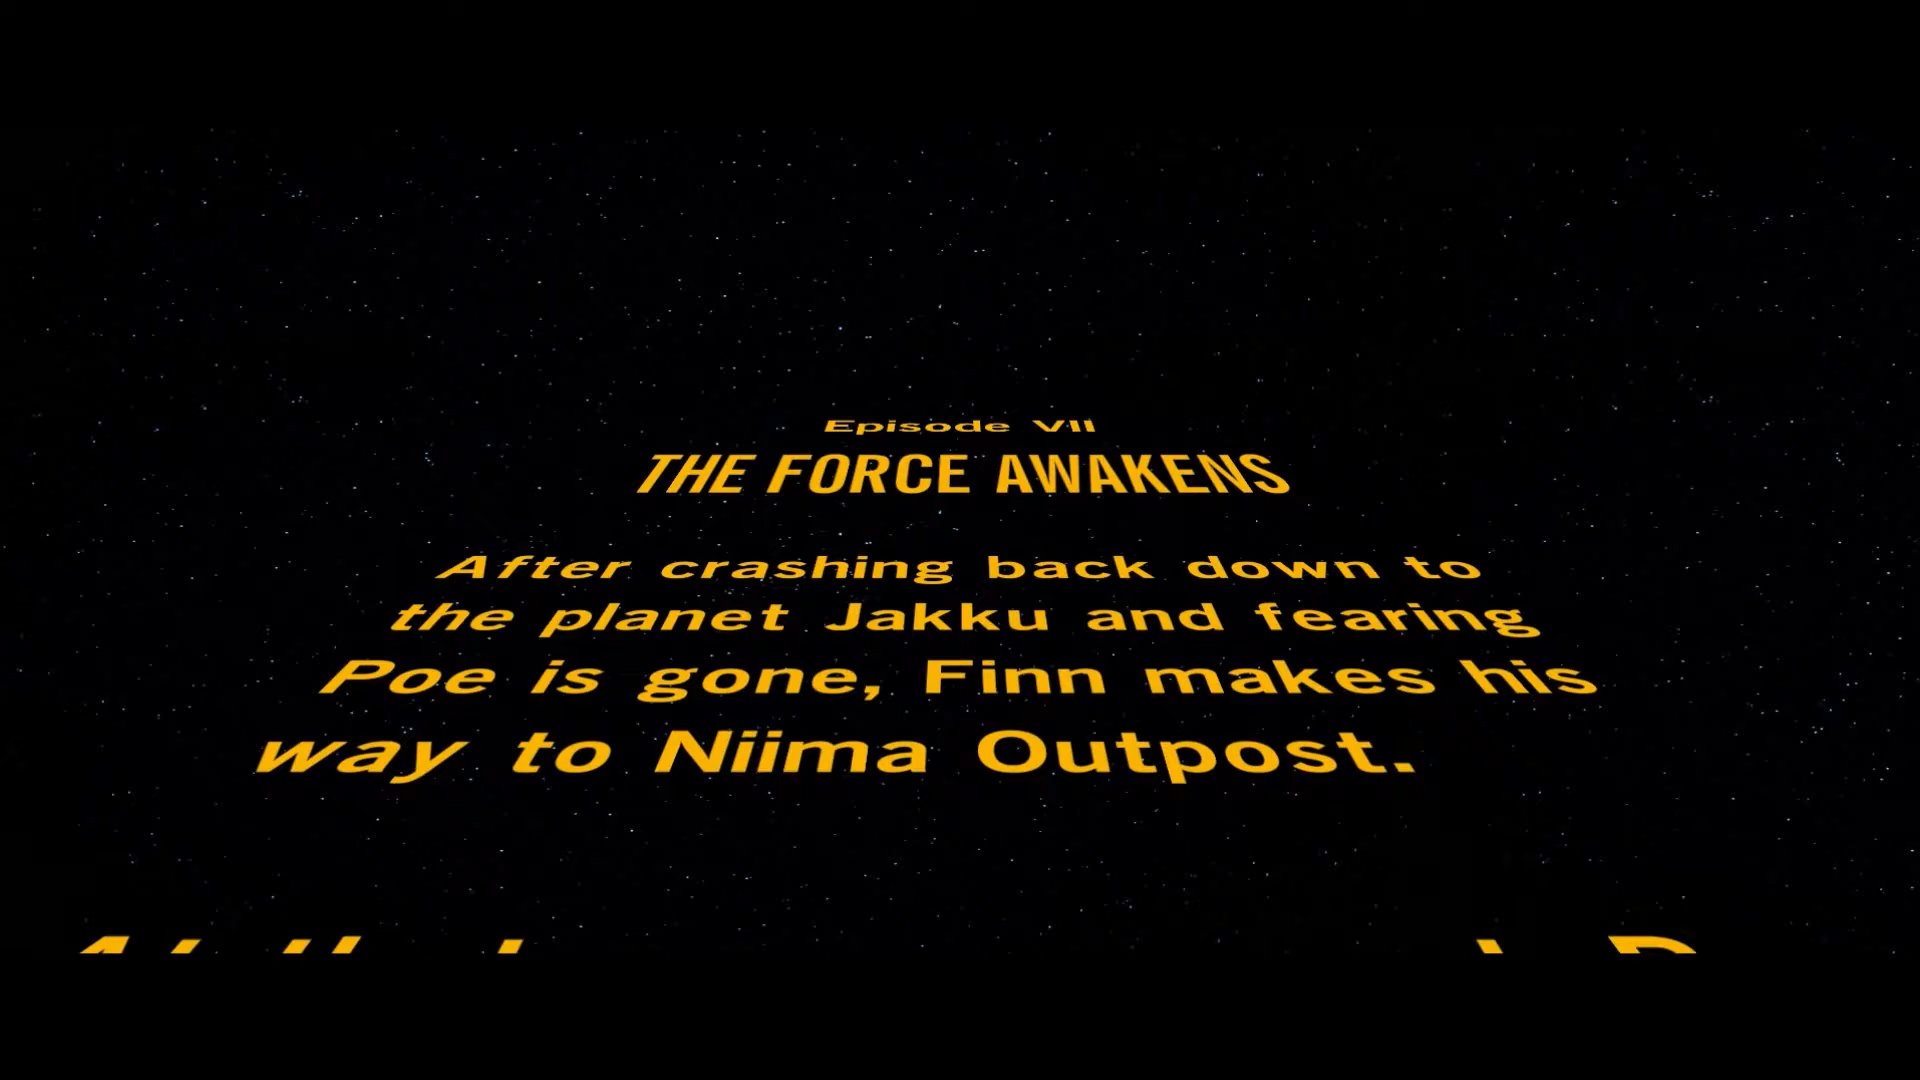 Episode VII
THE FORCE AWAKENS
After crashing back down to
the planet Jakku and fearing
Poe is gone, Finn makes his
way to Niima Outpost.